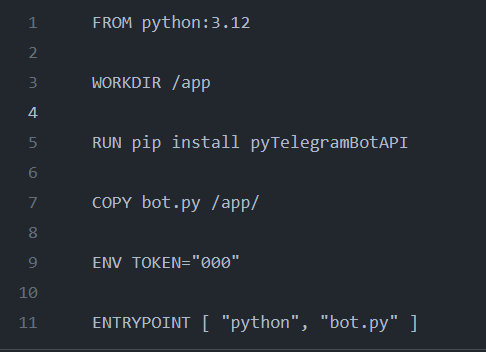 1 FROM python:3.12
2
3 WORKDIR /app
4
5 RUN pip install pyTelegramBotAPI
6
7 COPY bot.py /app/
8
9 ENV TOKEN="000"
10
11 ENTRYPOINT [ "python", "bot.py" ]